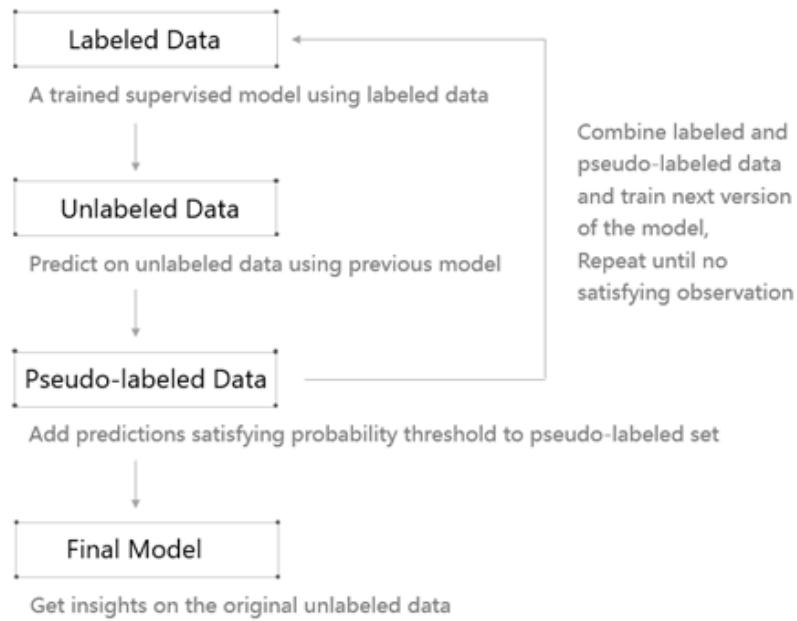 Labeled Data
A trained supervised model using labeled data
Unlabeled Data
Predict on unlabeled data using previous model
Pseudo-labeled Data
Add predictions satisfying probability threshold to pseudo-labeled set
Final Model
Get insights on the original unlabeled data
Combine labeled and
pseudo-labeled data
and train next version
of the model,
Repeat until no
satisfying observation